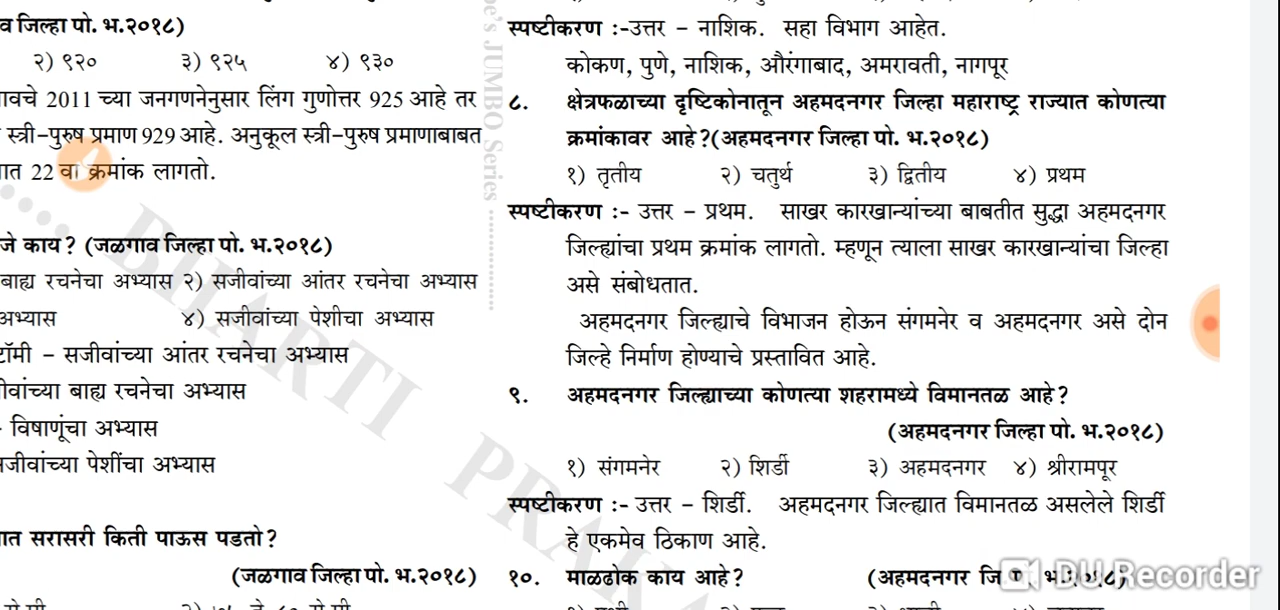 व जिल्हा पो. भ.२०१८)
२) ९२० ३) ९२५ ४) ९३०
गावचे 2011 च्या जनगणनेनुसार लिंग गुणोत्तर 925 आहे तर
स्त्री-पुरुष प्रमाण 929 आहे. अनुकूल स्त्री-पुरुष प्रमाणाबाबत
22 वा क्रमांक लागतो.
काय? (जळगाव जिल्हा पो. भ.२०१८)
बाह्य रचनेचा अभ्यास २) सजीवांच्या आंतर रचनेचा अभ्यास
अभ्यास ४) सजीवांच्या पेशीचा अभ्यास
- सजीवांच्या आंतर रचनेचा अभ्यास
बाह्य रचनेचा अभ्यास
- विषाणूंचा अभ्यास
सजीवांच्या पेशींचा अभ्यास
सरासरी किती पाऊस पडतो?
(जळगाव जिल्हा पो. भ.२०१८)
JUMBO Series
स्पष्टीकरण :-उत्तर - नाशिक. सहा विभाग आहेत.
कोकण, पुणे, नाशिक, औरंगाबाद, अमरावती, नागपूर
८. क्षेत्रफळाच्या दृष्टिकोनातून अहमदनगर जिल्हा महाराष्ट्र राज्यात कोणत्या
क्रमांकावर आहे?(अहमदनगर जिल्हा पो. भ.२०१८)
१) तृतीय २) चतुर्थ ३) द्वितीय ४) प्रथम
स्पष्टीकरण :- उत्तर - प्रथम. साखर कारखान्यांच्या बाबतीत सुद्धा अहमदनगर
जिल्ह्यांचा प्रथम क्रमांक लागतो. म्हणून त्याला साखर कारखान्यांचा जिल्हा
असे संबोधतात.
अहमदनगर जिल्ह्याचे विभाजन होऊन संगमनेर व अहमदनगर असे दोन
जिल्हे निर्माण होण्याचे प्रस्तावित आहे.
९. अहमदनगर जिल्ह्याच्या कोणत्या शहरामध्ये विमानतळ आहे?
(अहमदनगर जिल्हा पो. भ.२०१८)
१) संगमनेर २) शिर्डी ३) अहमदनगर ४) श्रीरामपूर
स्पष्टीकरण :- उत्तर - शिर्डी. अहमदनगर जिल्ह्यात विमानतळ असलेले शिर्डी
हे एकमेव ठिकाण आहे.
१०. माळढोक काय आहे? (अहमदनगर जि पो. भ.२०१८)
BHARTI
DU Recorder